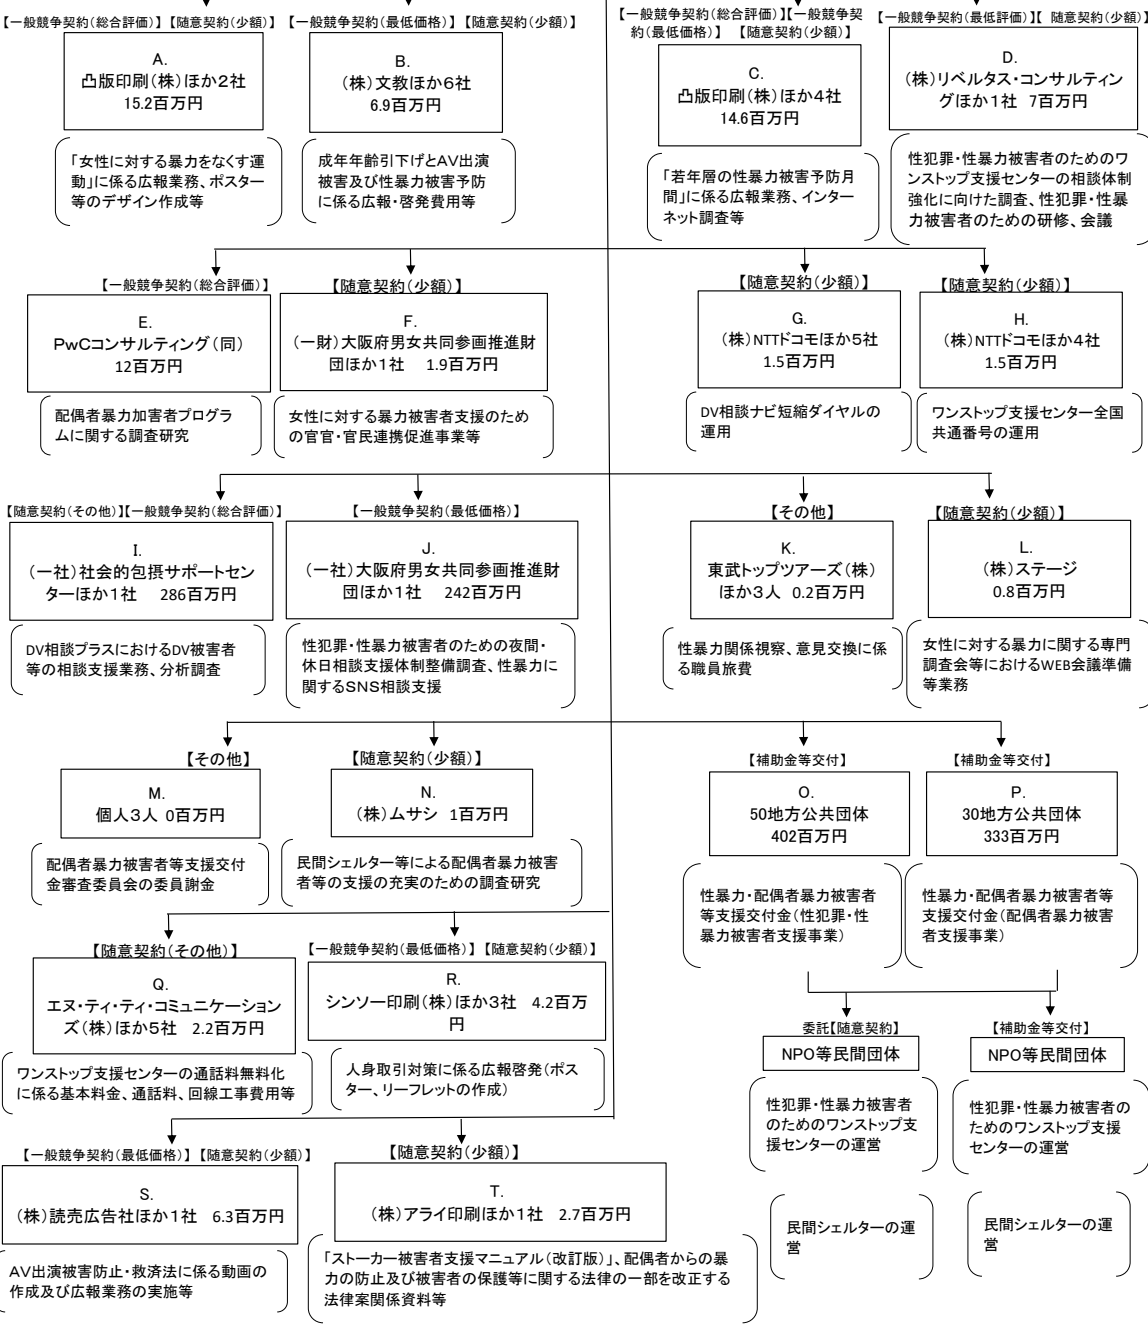 【一般競争契約(総合評価)】【随意契約(少額)】
A.
凸版印刷(株)ほか2社
15.2百万円
「女性に対する暴力をなくす運
動」に係る広報業務、ポスター
等のデザイン作成等
【一般競争契約(最低価格)】【随意契約(少額)】
B.
(株)文教ほか6社
6.9百万円
成年年齢引下げとAV出演
被害及び性暴力被害予防
に係る広報・啓発費用等
【一般競争契約(総合評価)】【一般競争契
約(最低価格)】 【随意契約(少額)】
C.
凸版印刷(株)ほか4社
14.6百万円
「若年層の性暴力被害予防月
間」に係る広報業務、インター
ネット調査等
【一般競争契約(最低評価)】【 随意契約(少額)】
D.
(株)リベルタス・コンサルティン
グほか1社 7百万円
性犯罪・性暴力被害者のためのワ
ンストップ支援センターの相談体制
強化に向けた調査、性犯罪・性暴
力被害者のための研修、会議
【一般競争契約(総合評価)】
E.
PwCコンサルティング(同)
12百万円
配偶者暴力加害者プログラ
ムに関する調査研究
【随意契約(少額)】
F.
(一財)大阪府男女共同参画推進財
団ほか1社 1.9百万円
女性に対する暴力被害者支援のため
の官官・官民連携促進事業等
【随意契約(少額)】
G.
(株)NTTドコモほか5社
1.5百万円
DV相談ナビ短縮ダイヤルの
運用
【随意契約(少額)】
H.
(株)NTTドコモほか4社
1.5百万円
ワンストップ支援センター全国
共通番号の運用
【随意契約(その他)】【一般競争契約(総合評価)】
I.
(一社)社会的包摂サポートセン
ターほか1社 286百万円
DV相談プラスにおけるDV被害者
等の相談支援業務、分析調査
【一般競争契約(最低価格)】
J.
(一社)大阪府男女共同参画推進財
団ほか1社 242百万円
性犯罪・性暴力被害者のための夜間・
休日相談支援体制整備調査、性暴力に
関するSNS相談支援
【その他】
K.
東武トップツアーズ(株)
ほか3人 0.2百万円
性暴力関係視察、意見交換に係
る職員旅費
【随意契約(少額)】
L.
(株)ステージ
0.8百万円
女性に対する暴力に関する専門
調査会等におけるWEB会議準備
等業務
【その他】
M.
個人3人 0百万円
配偶者暴力被害者等支援交付
金審査委員会の委員謝金
【随意契約(少額)】
N.
(株)ムサシ 1百万円
民間シェルター等による配偶者暴力被害
者等の支援の充実のための調査研究
【補助金等交付】
O.
50地方公共団体
402百万円
性暴力・配偶者暴力被害者
等支援交付金(性犯罪・性
暴力被害者支援事業)
【補助金等交付】
P.
30地方公共団体
333百万円
性暴力・配偶者暴力被害者等
支援交付金(配偶者暴力被害
者支援事業)
【随意契約(その他)】
Q.
エヌ・ティ・ティ・コミュニケーション
ズ(株)ほか5社 2.2百万円
ワンストップ支援センターの通話料無料化
に係る基本料金、通話料、回線工事費用等
【一般競争契約(最低価格)】【随意契約(少額)】
R.
シンソー印刷(株)ほか3社 4.2百万
円
人身取引対策に係る広報啓発(ポス
ター、リーフレットの作成)
委託【随意契約】
NPO等民間団体
性犯罪・性暴力被害者
のためのワンストップ支
援センターの運営
民間シェルターの運
営
【補助金等交付】
NPO等民間団体
性犯罪・性暴力被害者の
ためのワンストップ支援
センターの運営
民間シェルターの運
営
【一般競争契約(最低価格)】【随意契約(少額)】
S.
(株)読売広告社ほか1社 6.3百万円
AV出演被害防止・救済法に係る動画の
作成及び広報業務の実施等
【随意契約(少額)】
T.
(株)アライ印刷ほか1社 2.7百万円
「ストーカー被害者支援マニュアル(改訂版)」、配偶者からの暴
力の防止及び被害者の保護等に関する法律の一部を改正する
法律案関係資料等